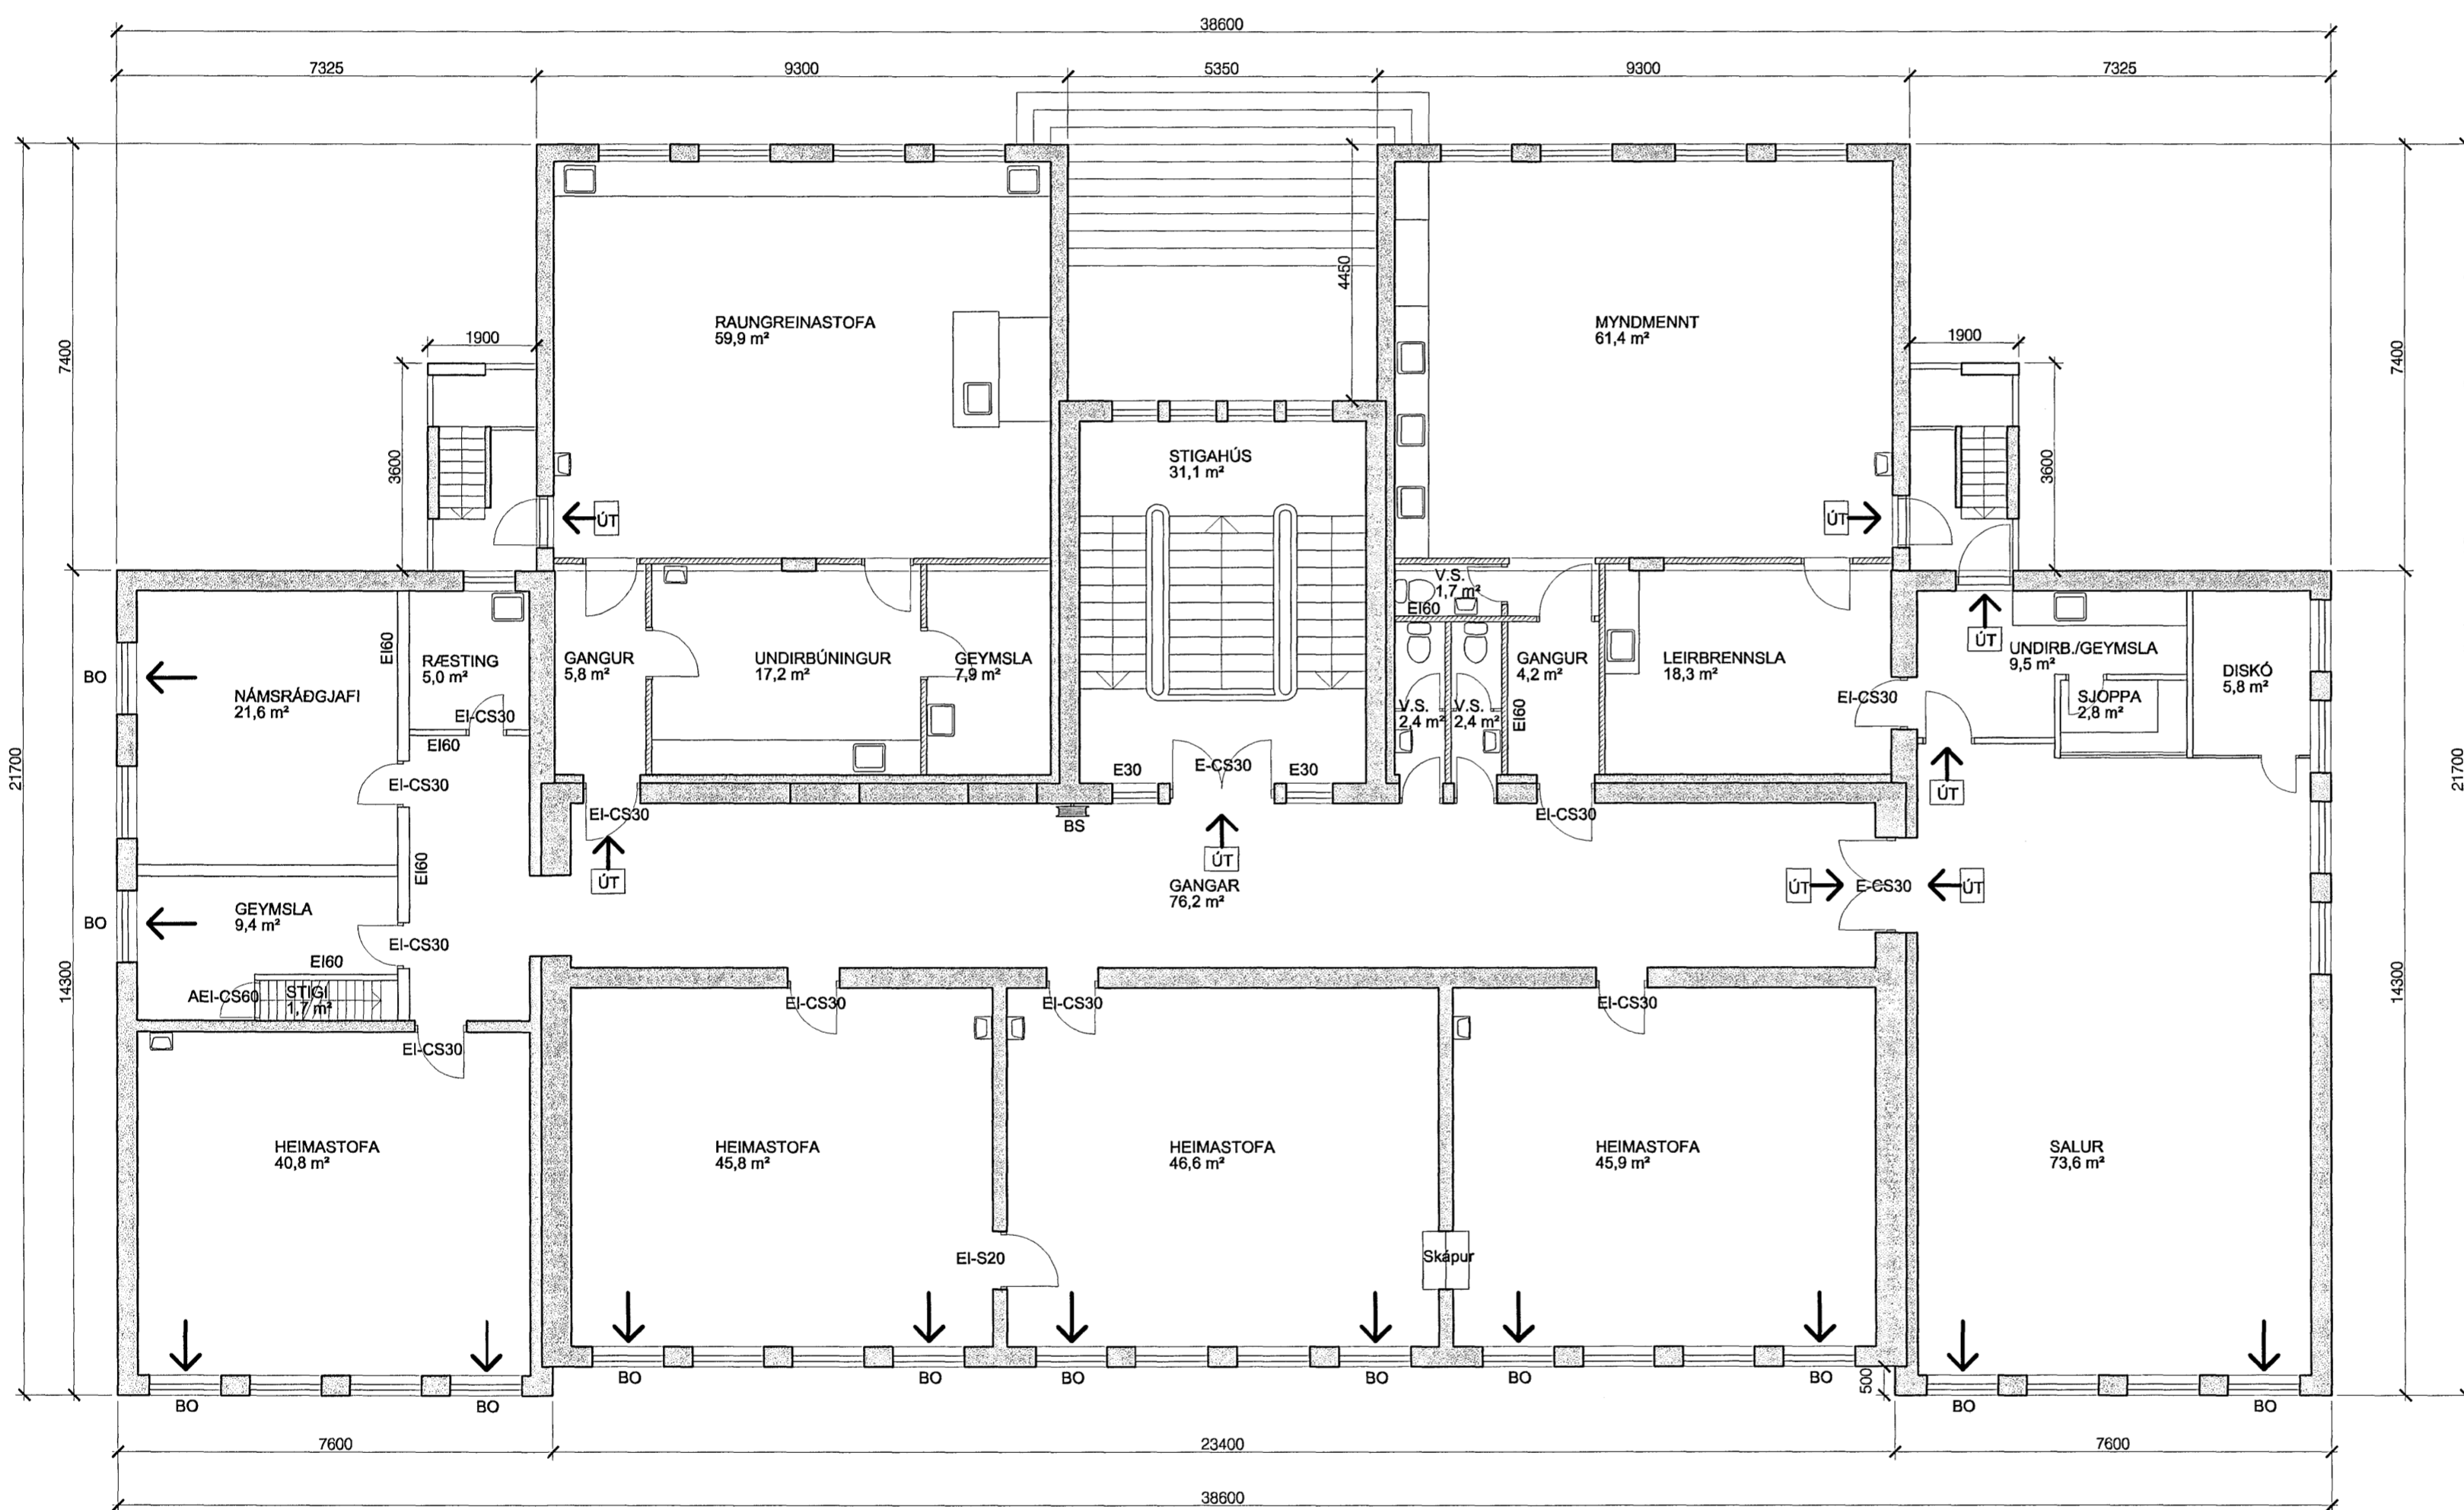 38600
7325
9300
5350
9300
7325
4450
RAUNGREINASTOFA
59,9 m²
MYNDMENNT
61,4 m²
1900
1900
7400
7400
3600
3600
STIGAHÚS
31,1 m²
ÚT
ÚT
V.S.
1,7 m²
EI60
EI60
RÆSTING
5,0 m²
GANGUR
5,8 m²
UNDIRBÚNINGUR
17,2 m²
GEYMSLA
7,9 m²
GANGUR
4,2 m²
LEIRBRENNSLA
18,3 m²
ÚT
UNDIRB./GEYMSLA
9,5 m²
DISKÓ
5,8 m²
SJOPPA
2,8 m²
BO
NÁMSRÁÐGJAFI
21,6 m²
EI-CS30
EI60
V.S.
2,4 m²
V.S.
2,4 m²
EI60
EI-CS30
21700
21700
EI-CS30
E30
E-CS30
E30
EI-CS30
EI-CS30
BS
ÚT
ÚT
ÚT
EI60
GANGAR
76,2 m²
ÚT
E-CS30
ÚT
BO
GEYMSLA
9,4 m²
EI-CS30
EI60
14300
14300
AEI-CS60
STIGI
1,7 m²
EI-CS30
EI-CS30
EI-CS30
EI-CS30
HEIMASTOFA
40,8 m²
HEIMASTOFA
45,8 m²
HEIMASTOFA
46,6 m²
HEIMASTOFA
45,9 m²
SALUR
73,6 m²
EI-S20
Skápur
BO
BO
BO
BO
BO
BO
500
BO
BO
BO
BO
7600
23400
7600
38600